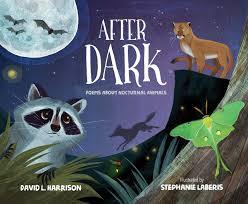 AFTER
DARK
POEMS ABOUT NOCTURNAL ANIMALS
DAVID L. HARRISON
Illustrated by
STEPHANIE LABERIS